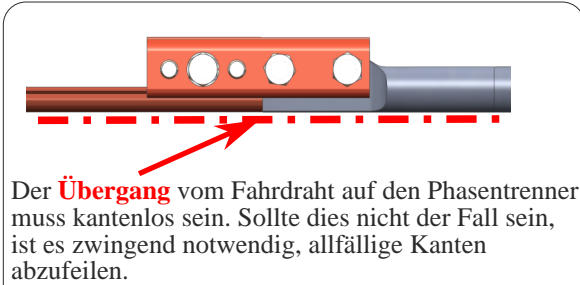 Der Übergang vom Fahrdraht auf den Phasentrenner
muss kantenlos sein. Sollte dies nicht der Fall sein,
ist es zwingend notwendig, allfällige Kanten
abzufeilen.